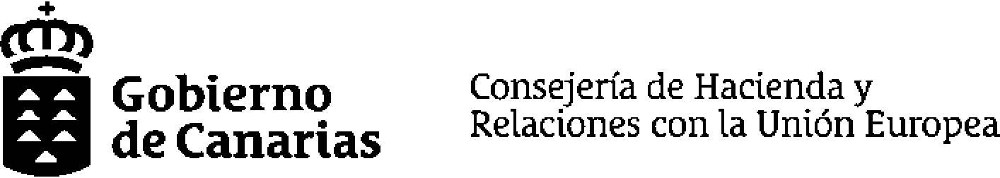 Gobierno
de Canarias
Consejería de Hacienda y
Relaciones con la Unión Europea